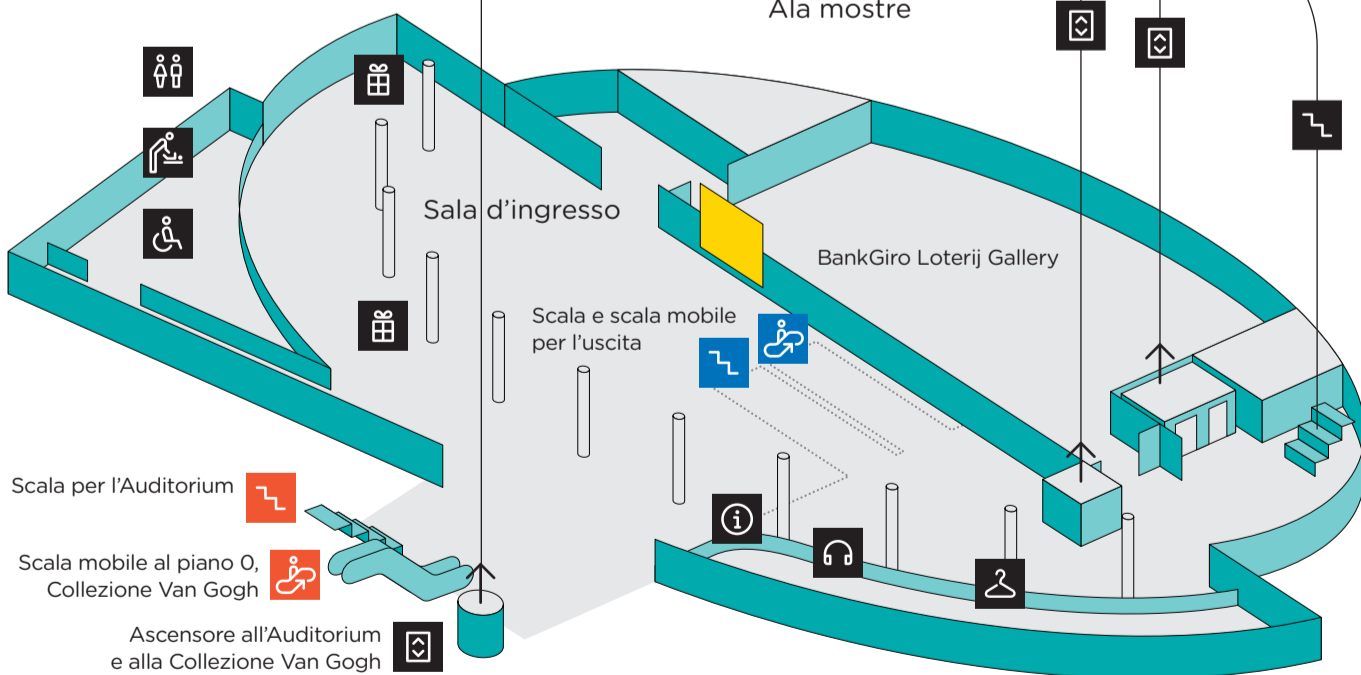 Ala mostre
Sala d'ingresso
BankGiro Loterij Gallery
Scala e scala mobile
per l'uscita
Scala per l'Auditorium
Scala mobile al piano 0,
Collezione Van Gogh
Ascensore all'Auditorium
e alla Collezione Van Gogh